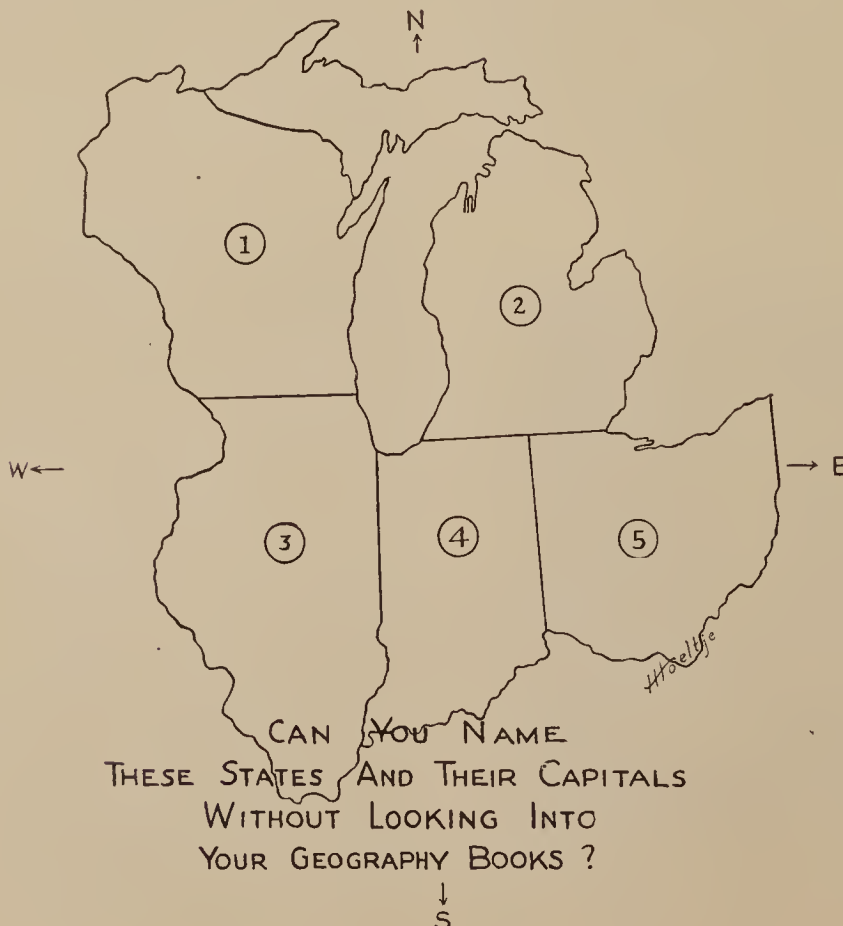 N
↑
1
2
W ← → E
3
4
5
HHoeltje
CAN YOU NAME
THESE STATES AND THEIR CAPITALS
WITHOUT LOOKING INTO
YOUR GEOGRAPHY BOOKS ?
↓
S